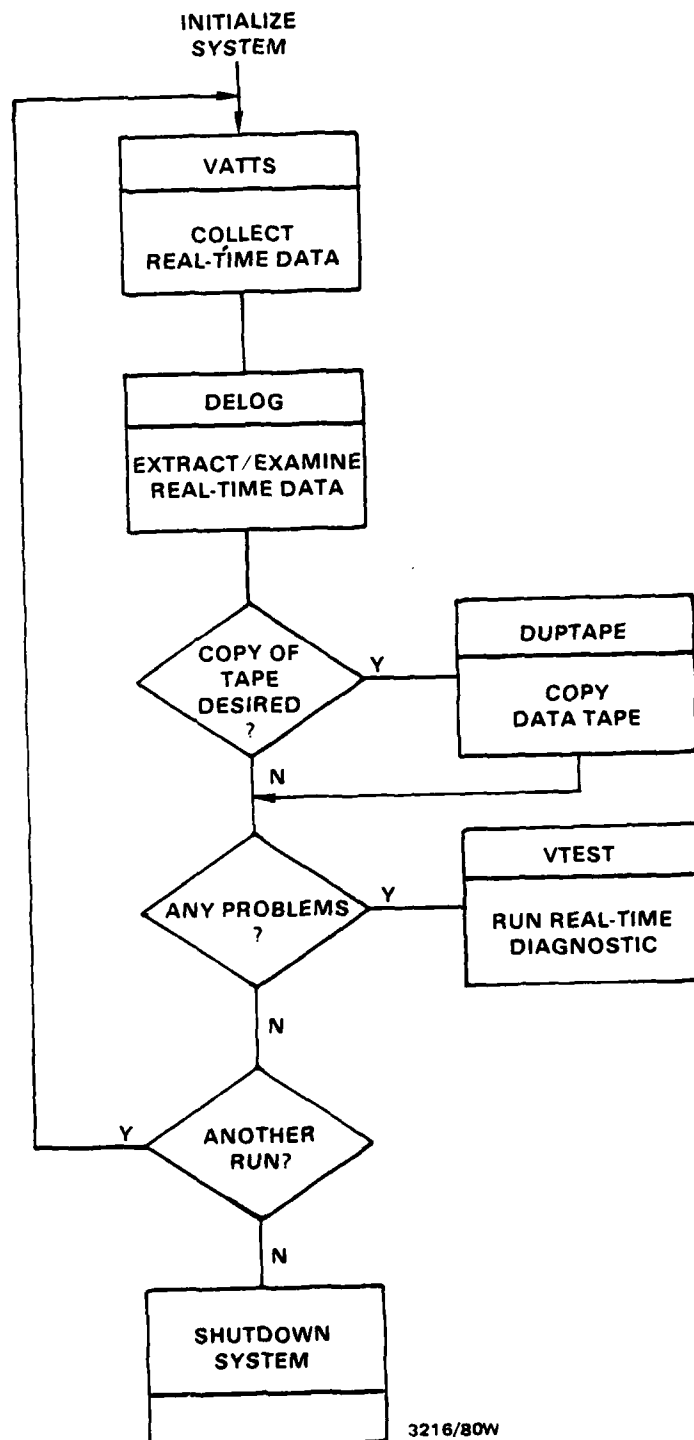 INITIALIZE
SYSTEM
VATTS
COLLECT
REAL-TIME DATA
DELOG
EXTRACT/EXAMINE
REAL-TIME DATA
COPY OF
TAPE
DESIRED
?
Y
DUPTAPE
COPY
DATA TAPE
N
ANY PROBLEMS
?
Y
VTEST
RUN REAL-TIME
DIAGNOSTIC
N
Y
ANOTHER
RUN?
N
SHUTDOWN
SYSTEM
3216/80W